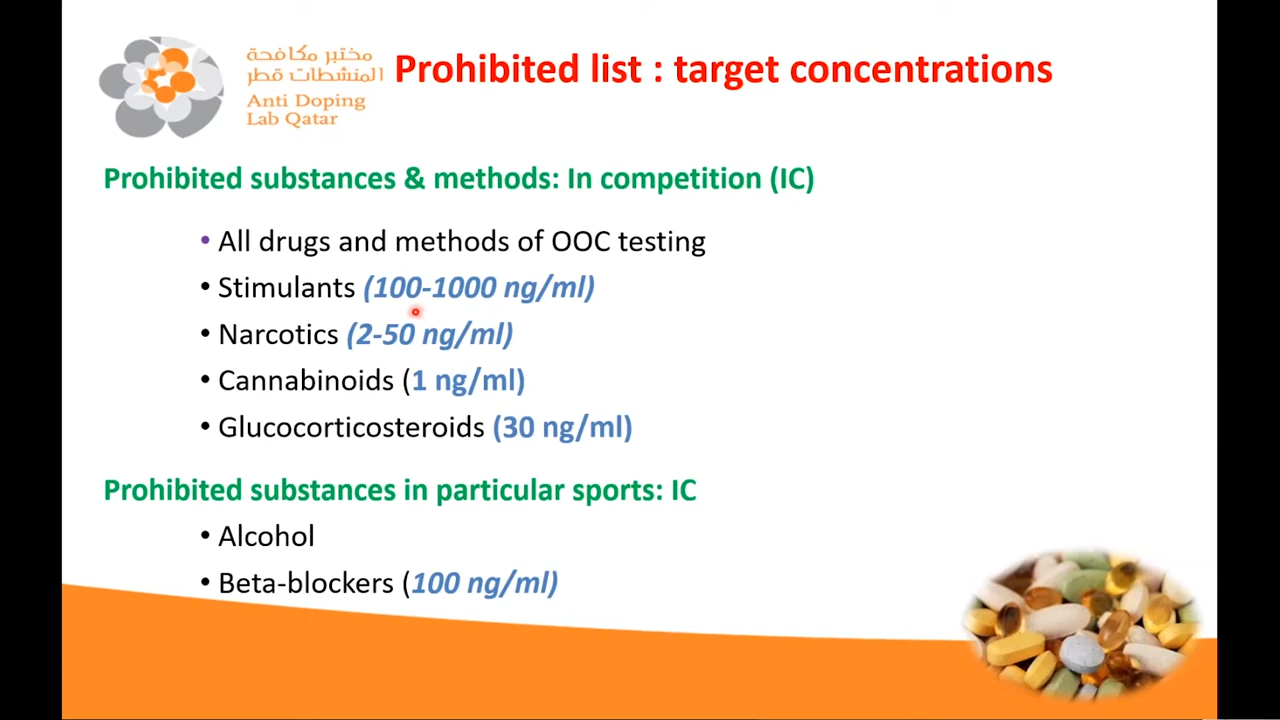 مختبر مكافحة
المنشطات قطر
Anti Doping
Lab Qatar
Prohibited list : target concentrations
Prohibited substances & methods: In competition (IC)
• All drugs and methods of OOC testing
• Stimulants (100-1000 ng/ml)
• Narcotics (2-50 ng/ml)
• Cannabinoids (1 ng/ml)
• Glucocorticosteroids (30 ng/ml)
Prohibited substances in particular sports: IC
• Alcohol
• Beta-blockers (100 ng/ml)